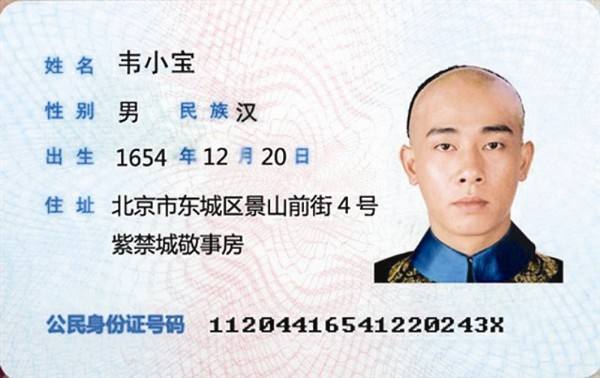 姓名 韦小宝
性别 男 民族 汉
出生 1654 年 12 月 20 日
住址 北京市东城区景山前街 4 号
紫禁城敬事房
公民身份证号码 11204416541220243X